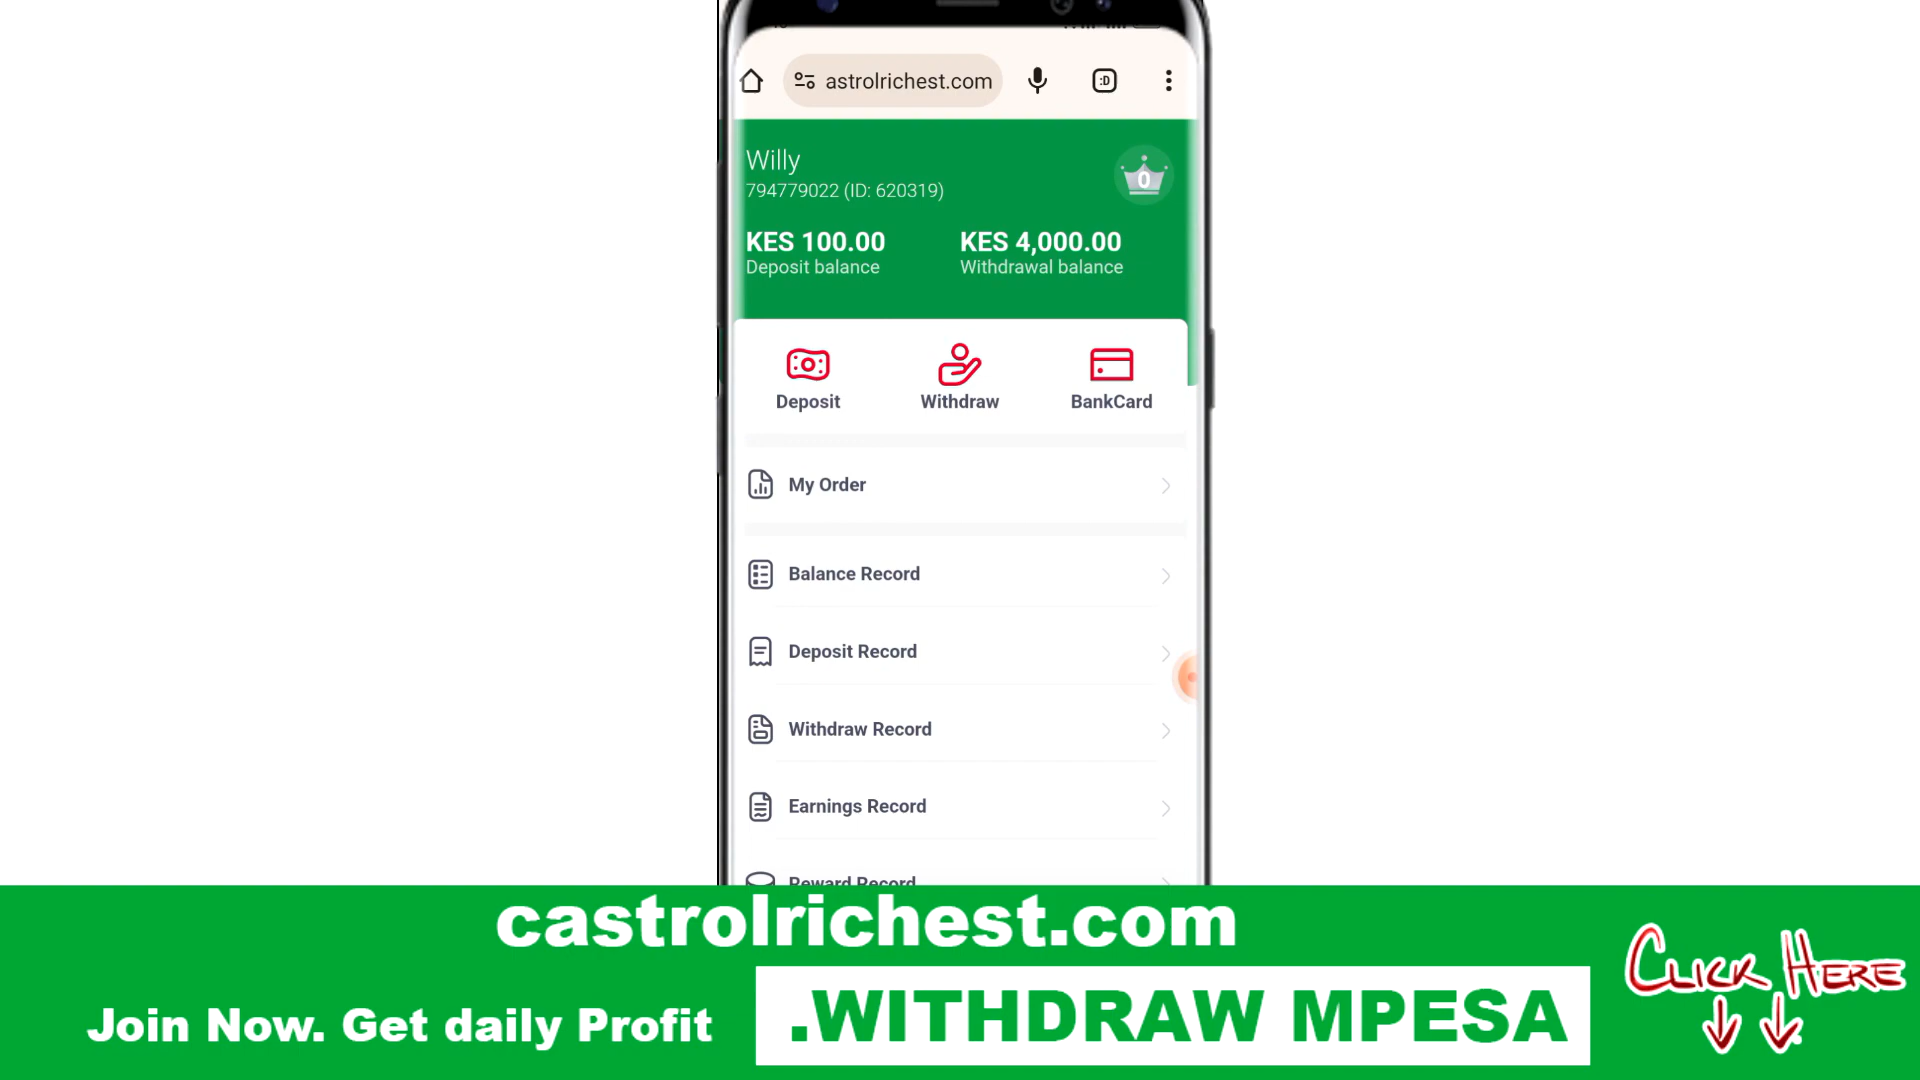 astrolrichest.com
:D
Willy
0
794779022 (ID: 620319)
KES 100.00
KES 4,000.00
Deposit balance
Withdrawal balance
Deposit
Withdraw
BankCard
My Order
Balance Record
Deposit Record
Withdraw Record
Earnings Record
Reward Record
castrolrichest.com
Join Now. Get daily Profit
.WITHDRAW MPESA
CLICK HERE